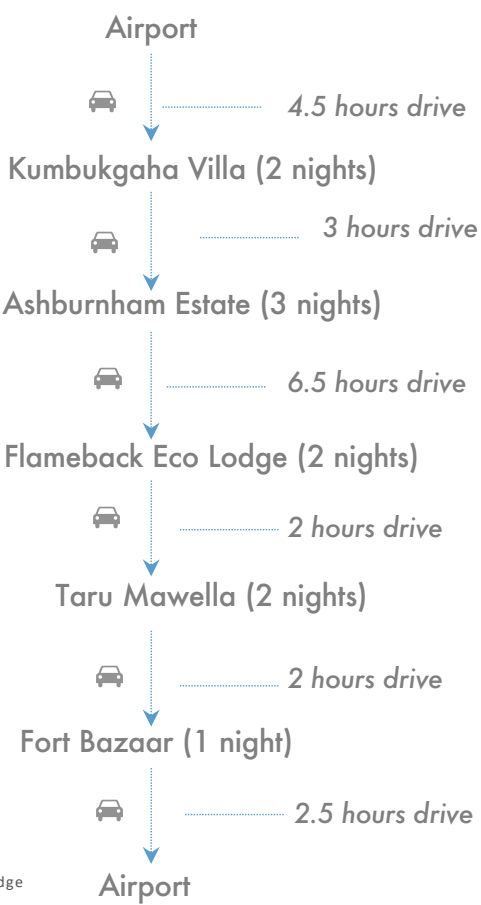 Airport
4.5 hours drive
Kumbukgaha Villa (2 nights)
3 hours drive
Ashburnham Estate (3 nights)
6.5 hours drive
Flameback Eco Lodge (2 nights)
2 hours drive
Taru Mawella (2 nights)
2 hours drive
Fort Bazaar (1 night)
2.5 hours drive
Airport